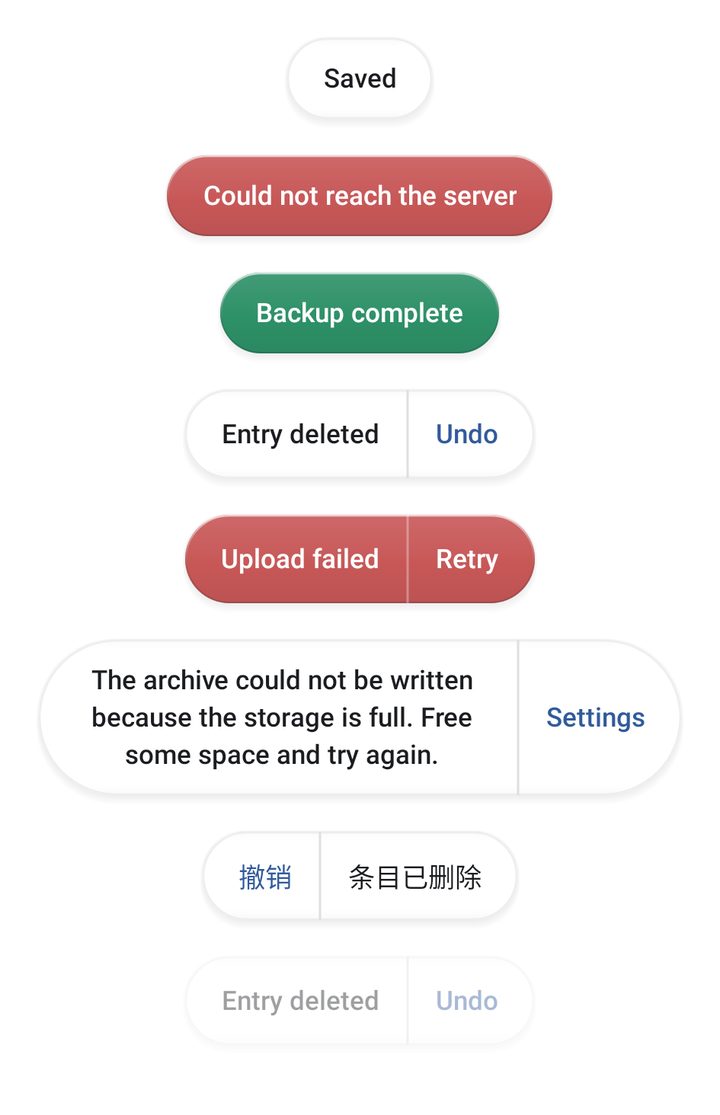 Saved
Could not reach the server
Backup complete
Entry deleted Undo
Upload failed Retry
The archive could not be written
because the storage is full. Free
some space and try again.
Settings
撤销 条目已删除
Entry deleted Undo